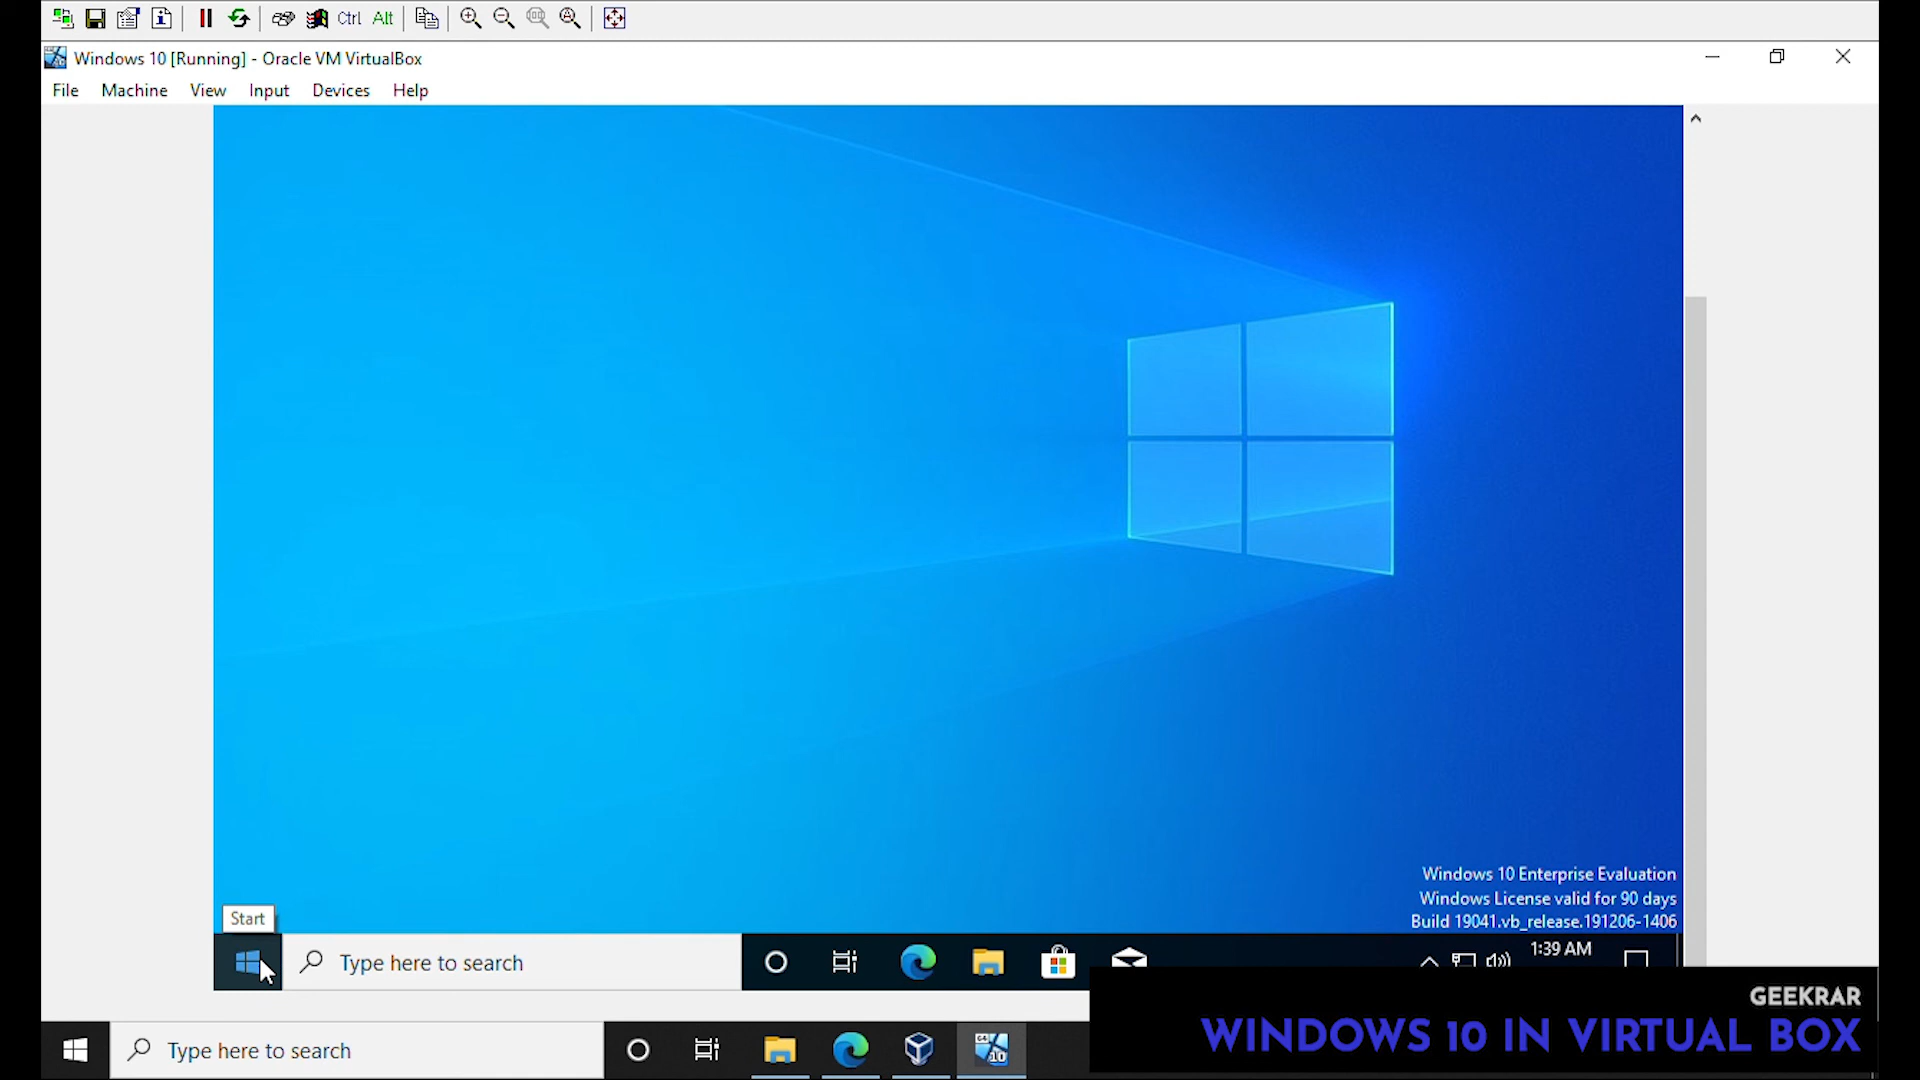 Ctrl Alt
Windows 10 [Running] - Oracle VM VirtualBox
File Machine View Input Devices Help
Windows 10 Enterprise Evaluation
Windows License valid for 90 days
Build 19041.vb_release.191206-1406
Start
Type here to search
1:39 AM
GEEKRAR
WINDOWS 10 IN VIRTUAL BOX
Type here to search
10